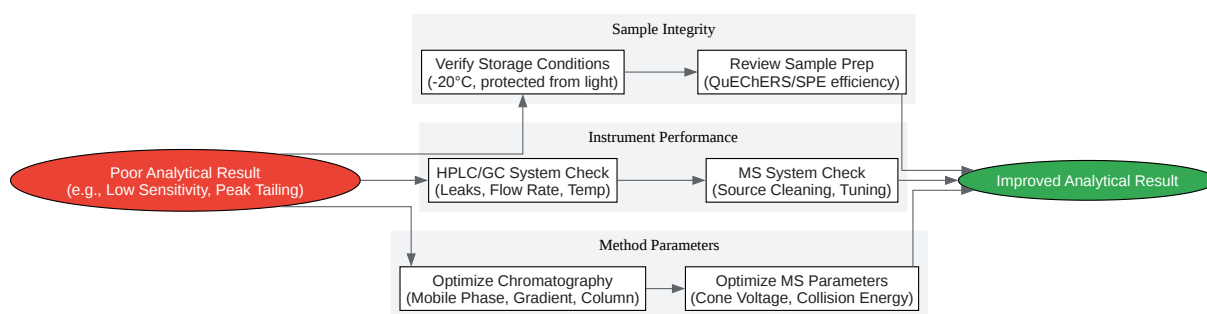 Sample Integrity
Verify Storage Conditions
(-20°C, protected from light)
Review Sample Prep
(QuEChERS/SPE efficiency)
Instrument Performance
Poor Analytical Result
(e.g., Low Sensitivity, Peak Tailing)
HPLC/GC System Check
(Leaks, Flow Rate, Temp)
MS System Check
(Source Cleaning, Tuning)
Improved Analytical Result
Method Parameters
Optimize Chromatography
(Mobile Phase, Gradient, Column)
Optimize MS Parameters
(Cone Voltage, Collision Energy)